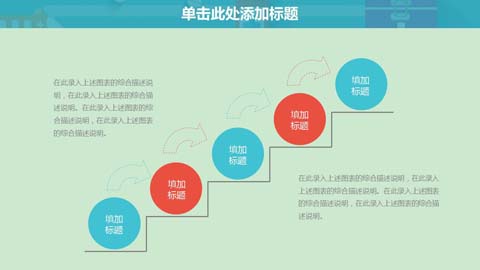 单击此处添加标题
在此录入上述图表的综合描述说
明，在此录入上述图表的综合描
述说明。在此录入上述图表的综
合描述说明，在此录入上述图表
的综合描述说明。
填加
标题
填加
标题
填加
标题
填加
标题
填加
标题
在此录入上述图表的综合描述说明，在此录入
上述图表的综合描述说明。在此录入上述图表
的综合描述说明，在此录入上述图表的综合描
述说明。